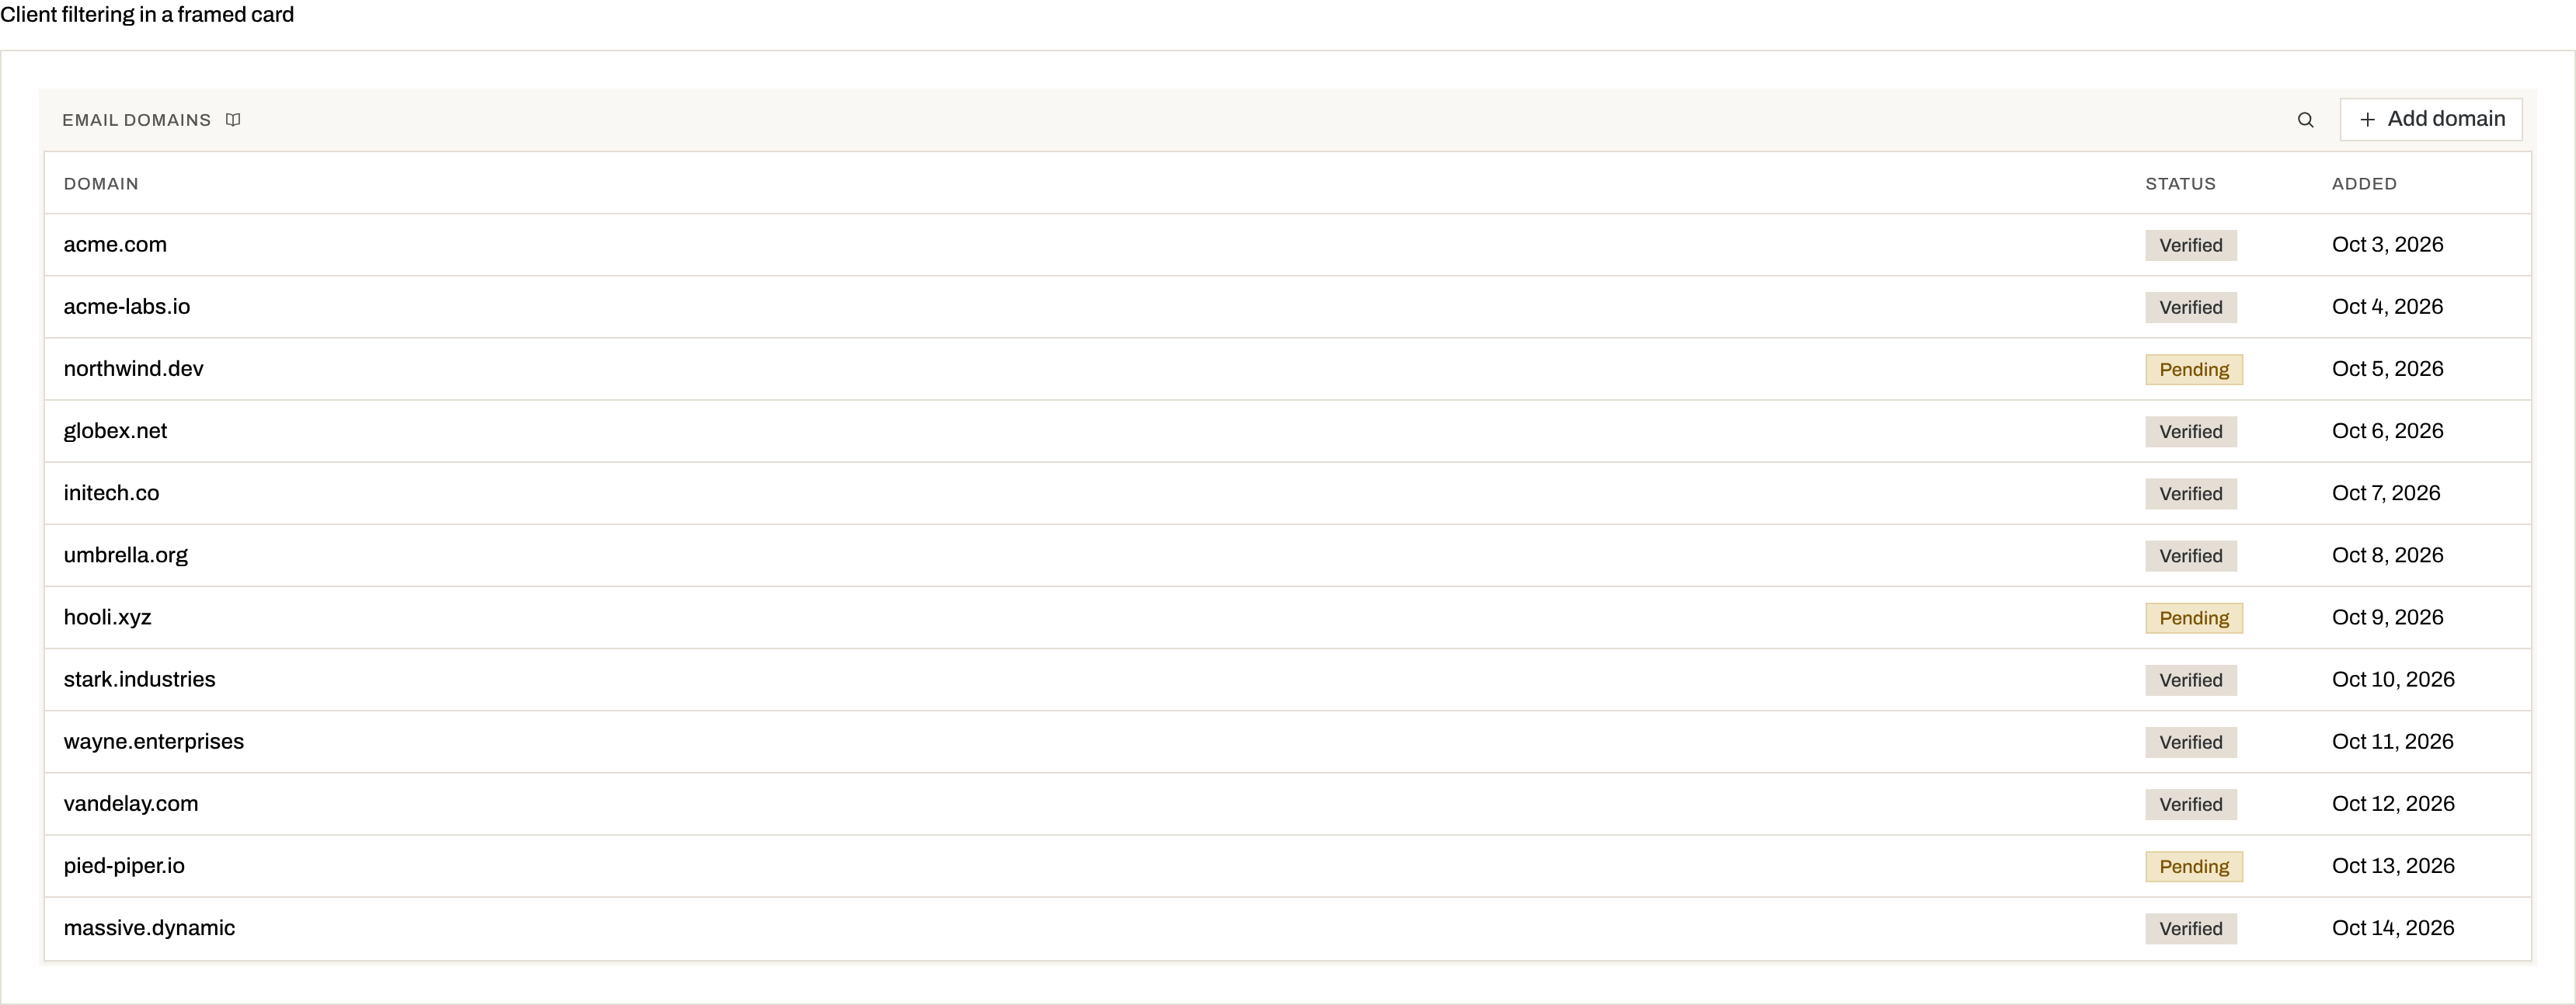 Client filtering in a framed card
EMAIL DOMAINS
Add domain
DOMAIN STATUS ADDED
acme.com Verified Oct 3, 2026
acme-labs.io Verified Oct 4, 2026
northwind.dev Pending Oct 5, 2026
globex.net Verified Oct 6, 2026
initech.co Verified Oct 7, 2026
umbrella.org Verified Oct 8, 2026
hooli.xyz Pending Oct 9, 2026
stark.industries Verified Oct 10, 2026
wayne.enterprises Verified Oct 11, 2026
vandelay.com Verified Oct 12, 2026
pied-piper.io Pending Oct 13, 2026
massive.dynamic Verified Oct 14, 2026